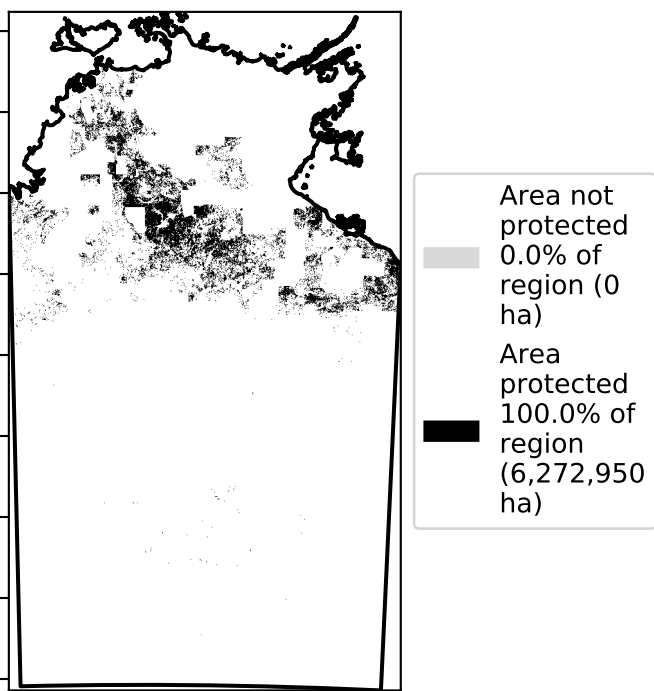 Area not
protected
0.0% of
region (0
ha)
Area
protected
100.0% of
region
(6,272,950
ha)